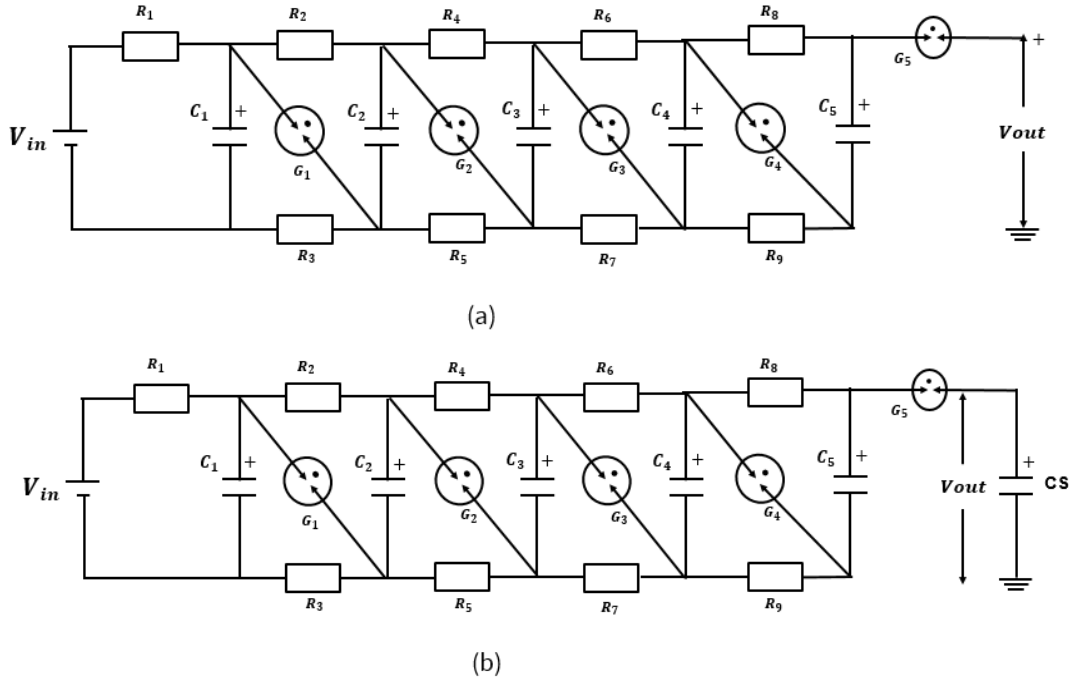 R₁ R₂ R₄ R₆ R₈
G₅ +
C₁ + C₂ + C₃ + C₄ + C₅ +
Vin G₁ G₂ G₃ G₄ Vout
R₃ R₅ R₇ R₉
(a)
R₁ R₂ R₄ R₆ R₈
G₅
C₁ + C₂ + C₃ + C₄ + C₅ + +
Vin G₁ G₂ G₃ G₄ Vout CS
R₃ R₅ R₇ R₉
(b)